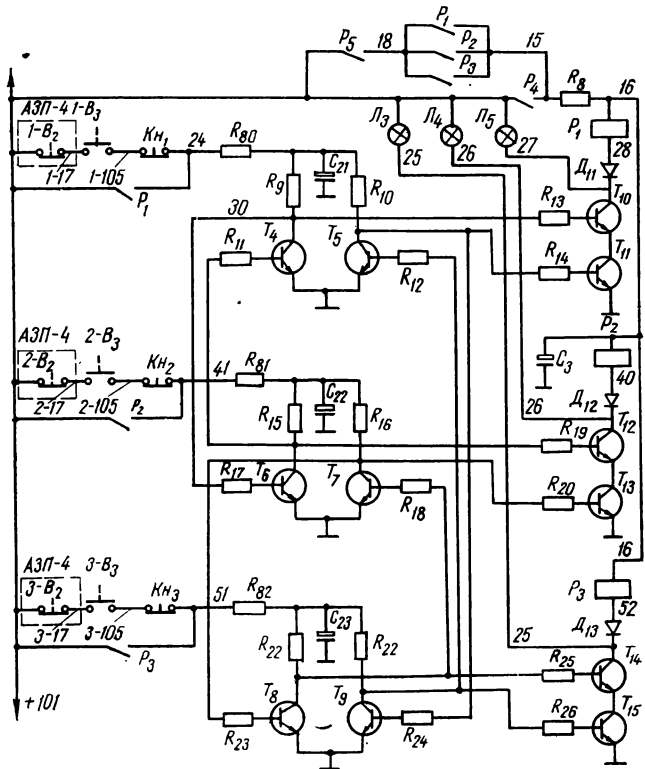 P₅ 18 P₁ P₂ P₃ 15
P₄ R₈ 16
АЗП-4 1-В₃
1-В₂ Кн₁ 24 R₈₀
1-17 1-105
P₁
Л₃ 25 Л₄ 26 Л₅ 27
P₁ 28
Д₁₁
R₉ C₂₁ R₁₀
30 R₁₃ T₁₀
R₁₁ T₄ T₅ R₁₂ R₁₄ T₁₁
P₂
АЗП-4 2-В₃
2-В₂ Кн₂ 41 R₈₁
2-17 2-105 P₂
C₃ 40
26 Д₁₂
R₁₅ C₂₂ R₁₆
R₁₉ T₁₂
R₁₇ T₆ T₇ R₁₈ R₂₀ T₁₃
16
АЗП-4 3-В₃
3-В₂ Кн₃ 51 R₈₂
3-17 3-105
P₃
P₃ 52
25 Д₁₃
R₂₂ C₂₃ R₂₂
R₂₅ T₁₄
+101
R₂₃ T₈ T₉ R₂₄ R₂₆ T₁₅